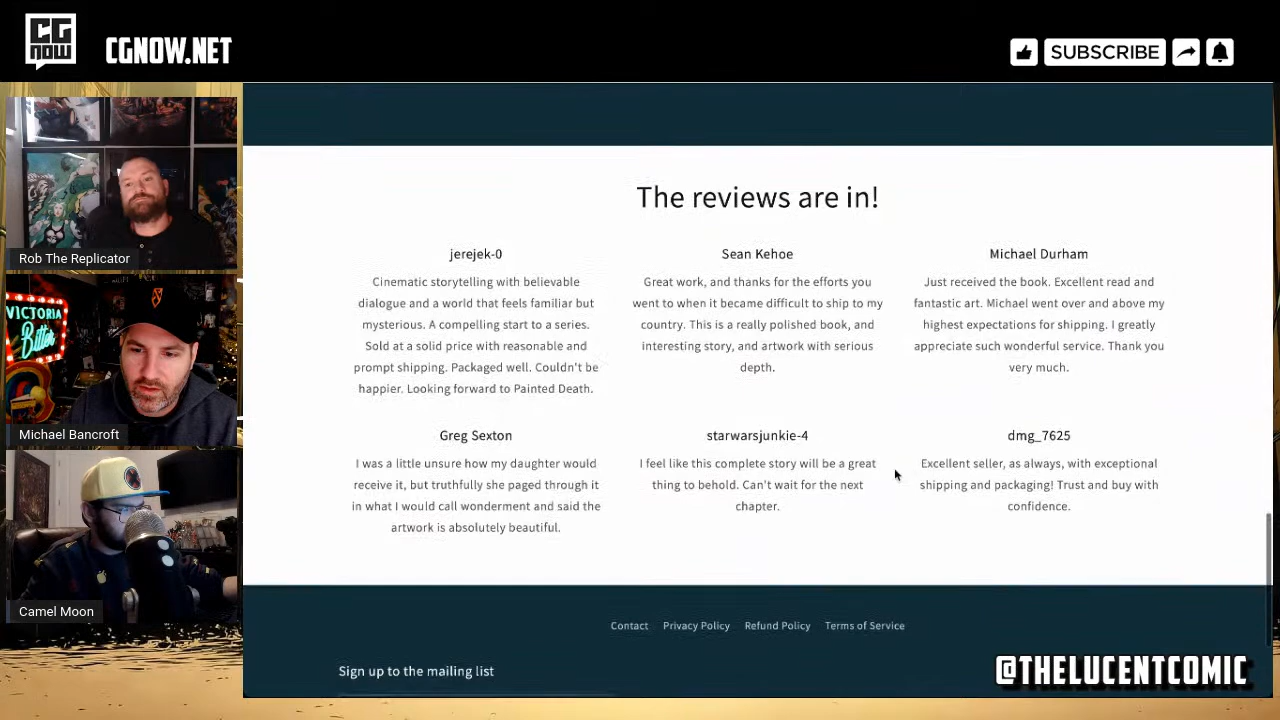 CG
NOW
CGNOW.NET
SUBSCRIBE
Rob The Replicator
VICTORIA
Bitter
Michael Bancroft
Camel Moon
The reviews are in!
jerejek-0
Cinematic storytelling with believable
dialogue and a world that feels familiar but
mysterious. A compelling start to a series.
Sold at a solid price with reasonable and
prompt shipping. Packaged well. Couldn't be
happier. Looking forward to Painted Death.
Sean Kehoe
Great work, and thanks for the efforts you
went to when it became difficult to ship to my
country. This is a really polished book, and
interesting story, and artwork with serious
depth.
Michael Durham
Just received the book. Excellent read and
fantastic art. Michael went over and above my
highest expectations for shipping. I greatly
appreciate such wonderful service. Thank you
very much.
Greg Sexton
I was a little unsure how my daughter would
receive it, but truthfully she paged through it
in what I would call wonderment and said the
artwork is absolutely beautiful.
starwarsjunkie-4
I feel like this complete story will be a great
thing to behold. Can't wait for the next
chapter.
dmg_7625
Excellent seller, as always, with exceptional
shipping and packaging! Trust and buy with
confidence.
Contact Privacy Policy Refund Policy Terms of Service
Sign up to the mailing list
@THELUCENTCOMIC